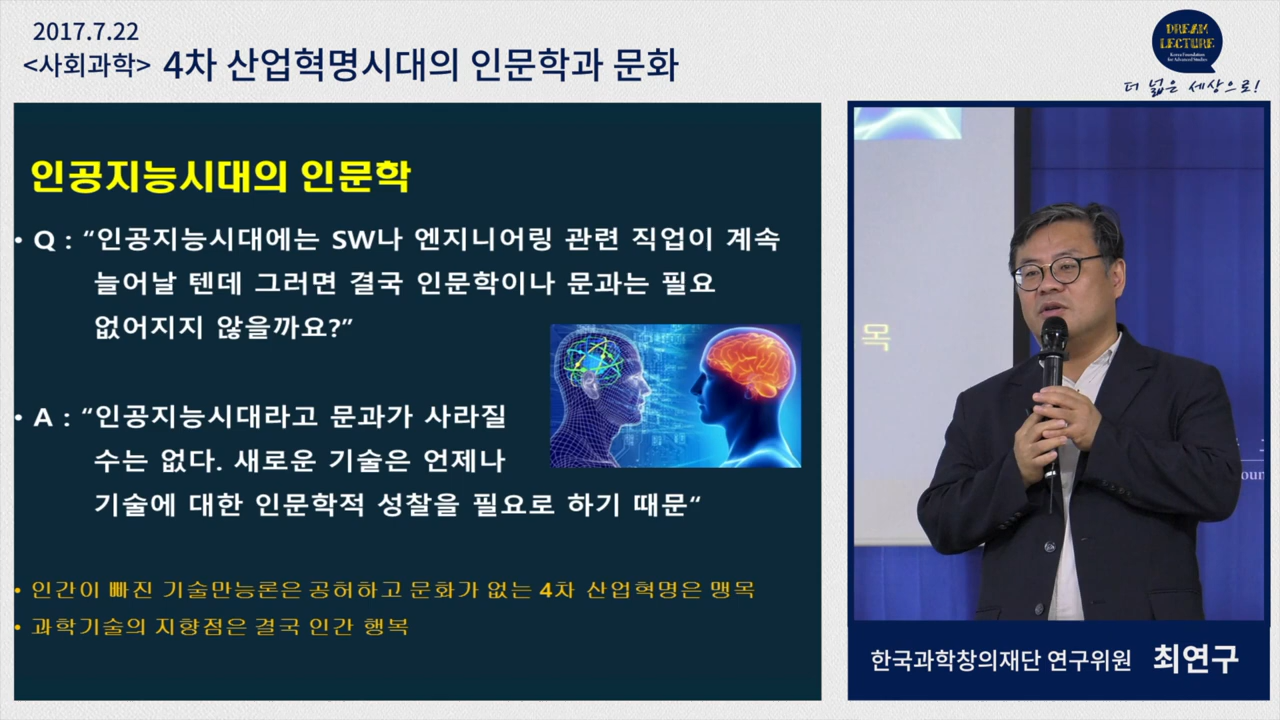 2017.7.22
<사회과학> 4차 산업혁명시대의 인문학과 문화
DREAM
LECTURE
Korea Foundation
for Advanced Studies
더 넓은 세상으로!
인공지능시대의 인문학
• Q : “인공지능시대에는 SW나 엔지니어링 관련 직업이 계속
늘어날 텐데 그러면 결국 인문학이나 문과는 필요
없어지지 않을까요?”
• A : “인공지능시대라고 문과가 사라질
수는 없다. 새로운 기술은 언제나
기술에 대한 인문학적 성찰을 필요로 하기 때문“
• 인간이 빠진 기술만능론은 공허하고 문화가 없는 4차 산업혁명은 맹목
• 과학기술의 지향점은 결국 인간 행복
목
한국과학창의재단 연구위원 최연구